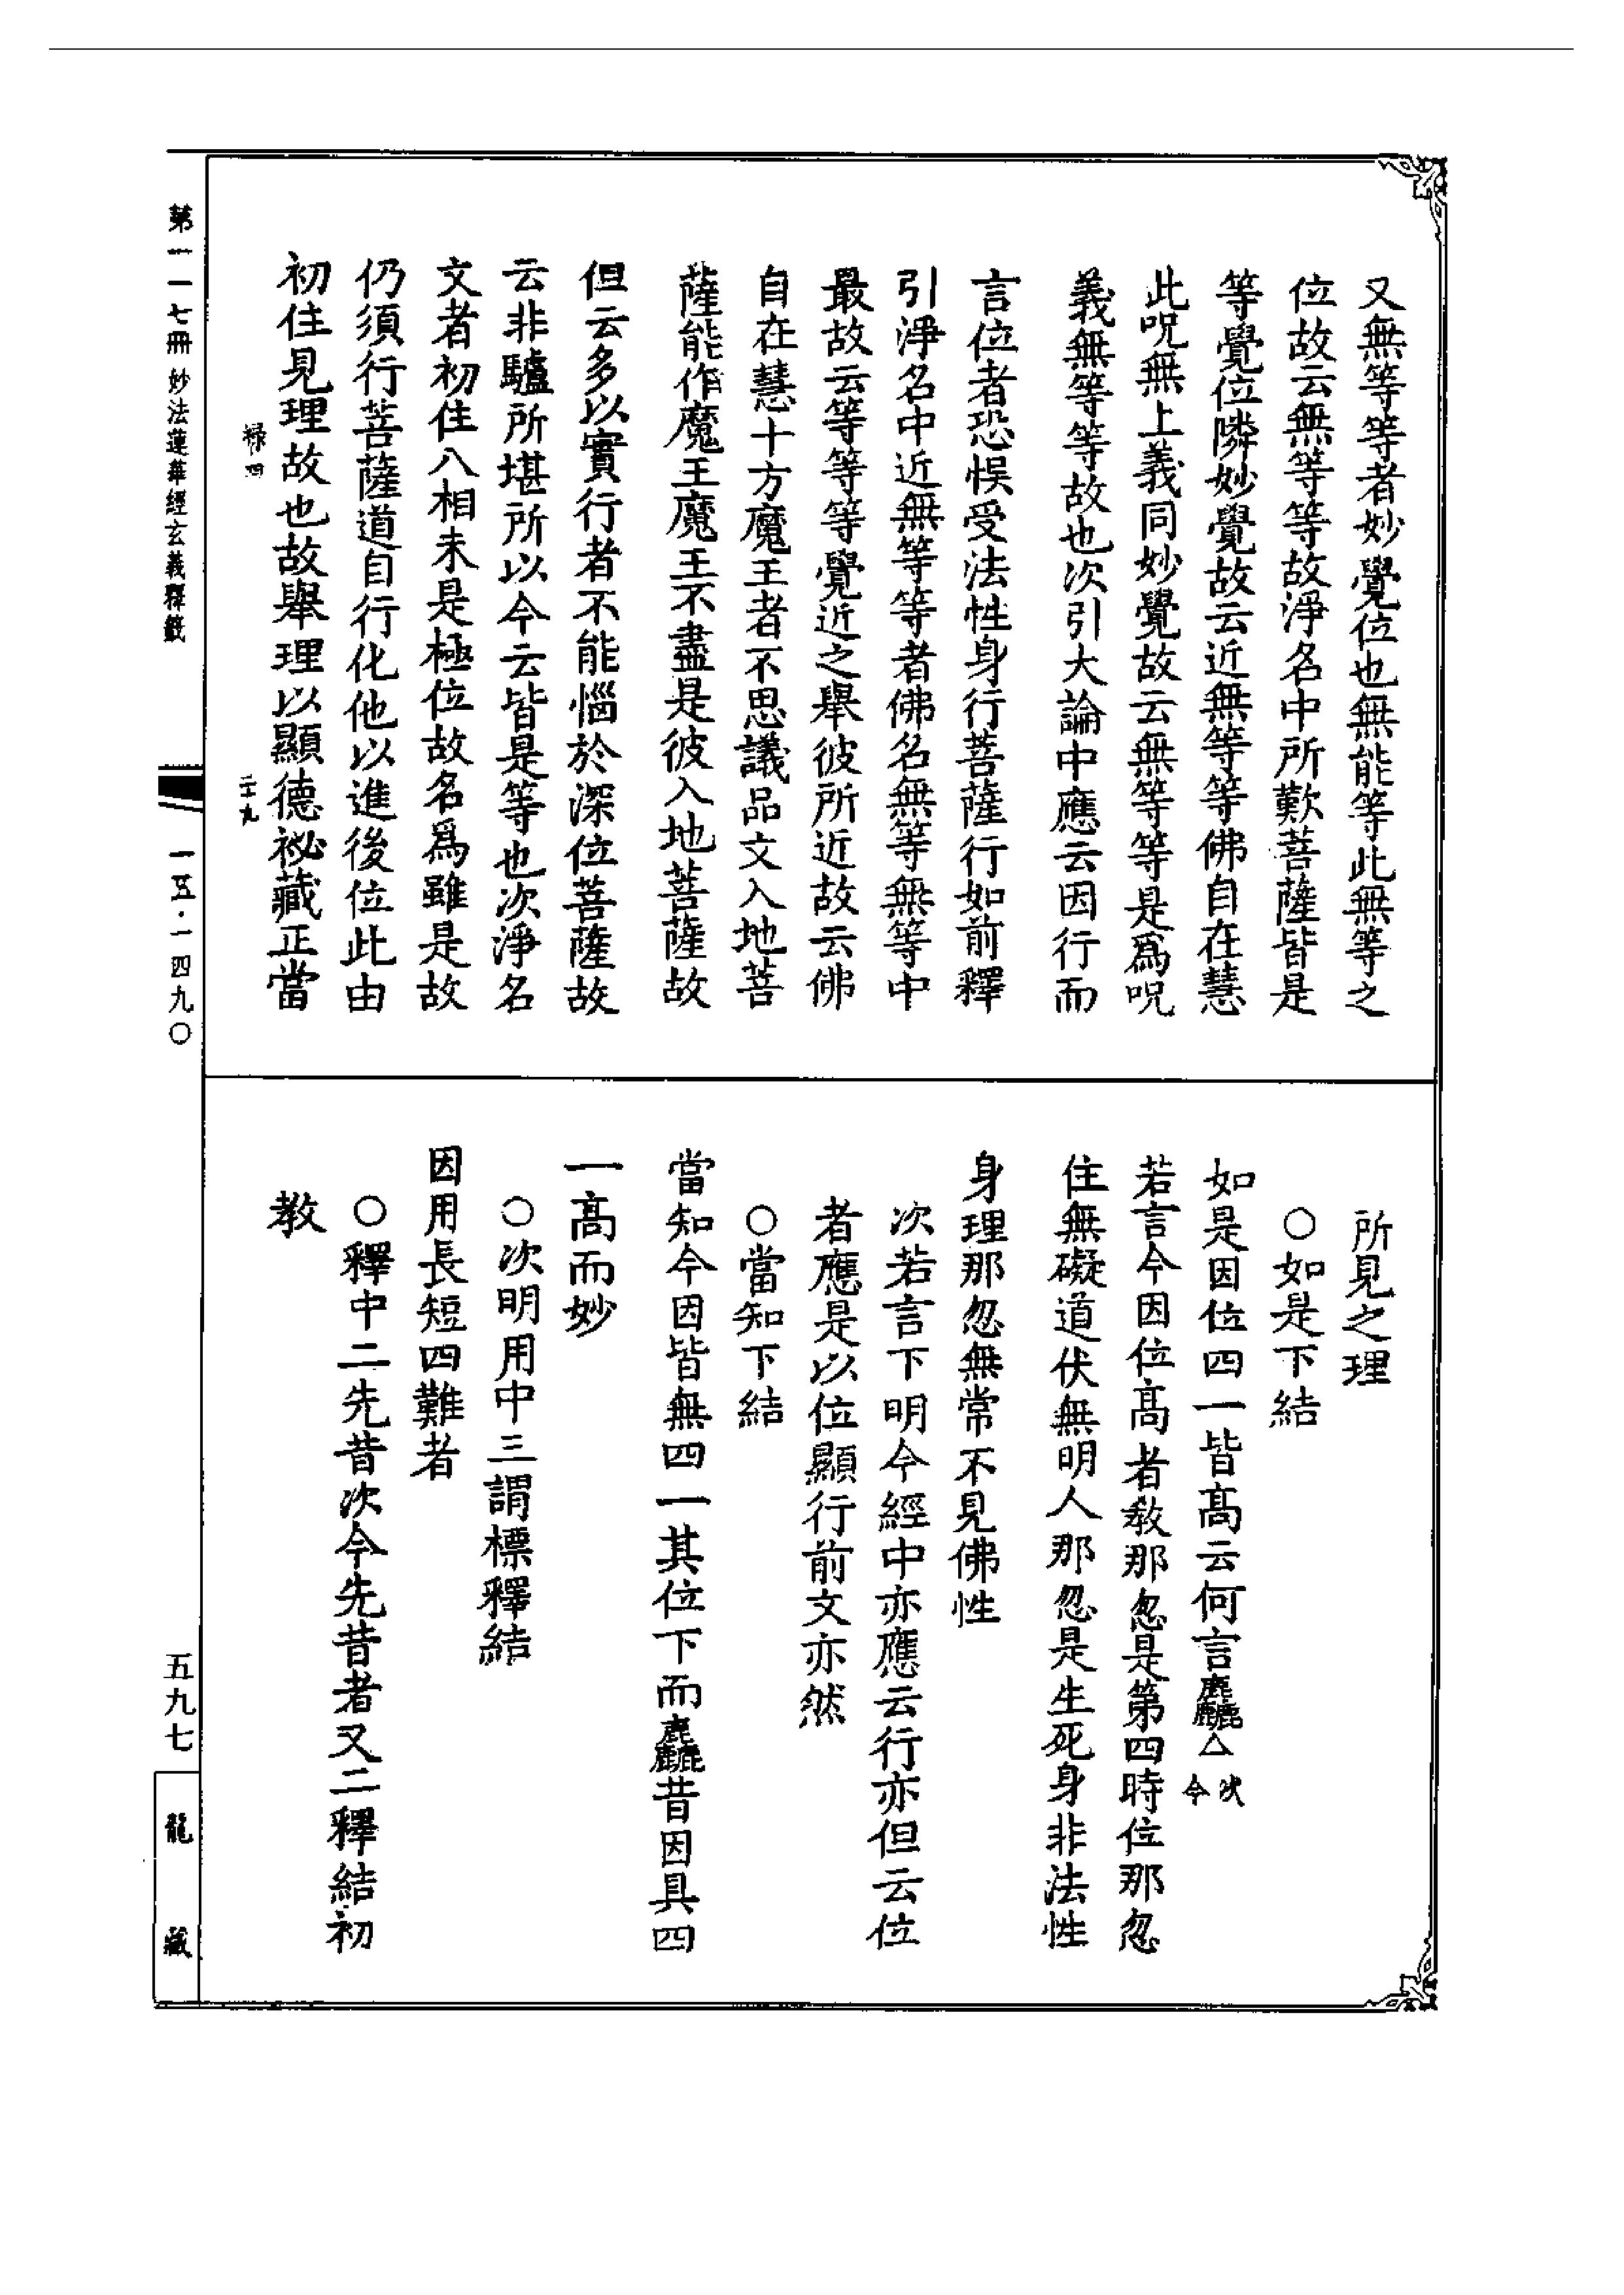 又無等等者妙覺位也無能等此無等之
位故云無等等故淨名中所歎菩薩皆是
等覺位隣妙覺故云近無等等佛自在慧
此呪無上義同妙覺故云無等等是爲呪
義無等等故也次引大論中應云因行而
言位者恐悞受法性身行菩薩行如前釋
引淨名中近無等等者佛名無等無等中
最故云等等等覺近之舉彼所近故云佛
自在慧十方魔王者不思議品文入地菩
薩能作魔王魔王不盡是彼入地菩薩故
但云多以實行者不能惱於深位菩薩故
云非驢所堪所以今云皆是等也次淨名
文者初住八相未是極位故名爲雖是故
仍須行菩薩道自行化他以進後位此由
初住見理故也故舉理以顯德祕藏正當
所見之理
○如是下結
如是因位四一皆高云何言麤△次今
若言今因位高者教那忽是第四時位那忽
住無礙道伏無明人那忽是生死身非法性
身理那忽無常不見佛性
次若言下明今經中亦應云行亦但云位
者應是以位顯行前文亦然
○當知下結
當知今因皆無四一其位下而麤昔因具四
一高而妙
○次明用中三謂標釋結
因用長短四難者
○釋中二先昔次今先昔者又二釋結初
教
第一一七冊 妙法蓮華經玄義釋籤
祿四
二十九
一五·一四九〇
五九七
龍藏